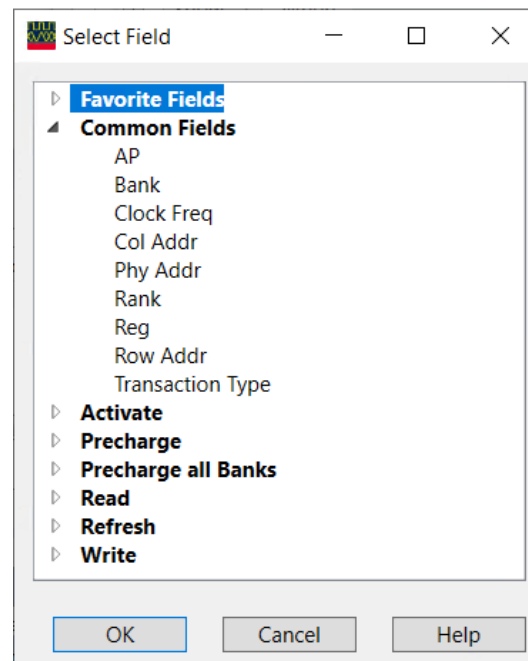 Select Field
Favorite Fields
Common Fields
AP
Bank
Clock Freq
Col Addr
Phy Addr
Rank
Reg
Row Addr
Transaction Type
Activate
Precharge
Precharge all Banks
Read
Refresh
Write
OK Cancel Help